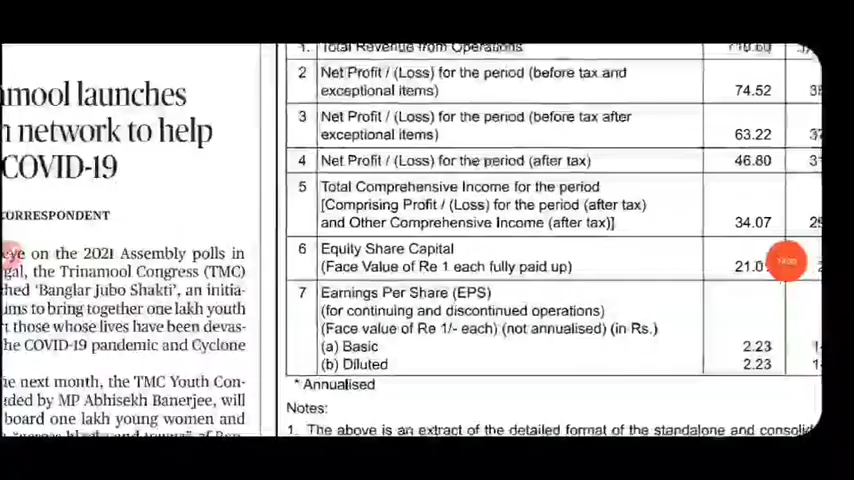 launches
network to help
COVID-19
CORRESPONDENT
eye on the 2021 Assembly polls in
the Trinamool Congress (TMC)
'Banglar Jubo Shakti', an initia-
to bring together one lakh youth
those whose lives have been devas-
COVID-19 pandemic and Cyclone
next month, the TMC Youth Con-
by MP Abhisekh Banerjee, will
board one lakh young women and
1. Total Revenue from Operations 718.60
2 Net Profit / (Loss) for the period (before tax and
exceptional items) 74.52
3 Net Profit / (Loss) for the period (before tax after
exceptional items) 63.22
4 Net Profit / (Loss) for the period (after tax) 46.80
5 Total Comprehensive Income for the period
[Comprising Profit / (Loss) for the period (after tax)
and Other Comprehensive Income (after tax)] 34.07
6 Equity Share Capital
(Face Value of Re 1 each fully paid up)
7 Earnings Per Share (EPS)
(for continuing and discontinued operations)
(Face value of Re 1/- each) (not annualised) (in Rs.)
(a) Basic 2.23
(b) Diluted 2.23
* Annualised
Notes:
1. The above is an extract of the detailed format of the standalone and